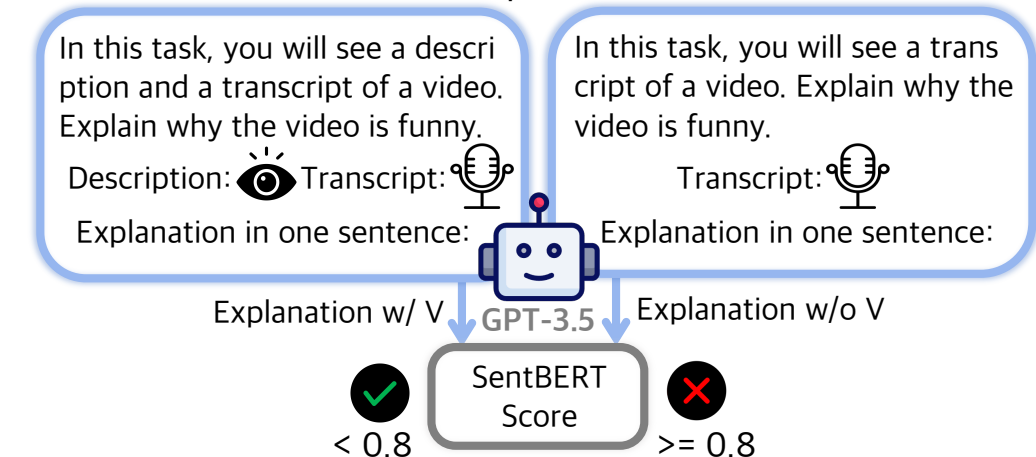 In this task, you will see a descri
ption and a transcript of a video.
Explain why the video is funny.
Description: Transcript:
Explanation in one sentence:
In this task, you will see a trans
cript of a video. Explain why the
video is funny.
Transcript:
Explanation in one sentence:
Explanation w/ V
GPT-3.5
Explanation w/o V
SentBERT
Score
< 0.8
>= 0.8